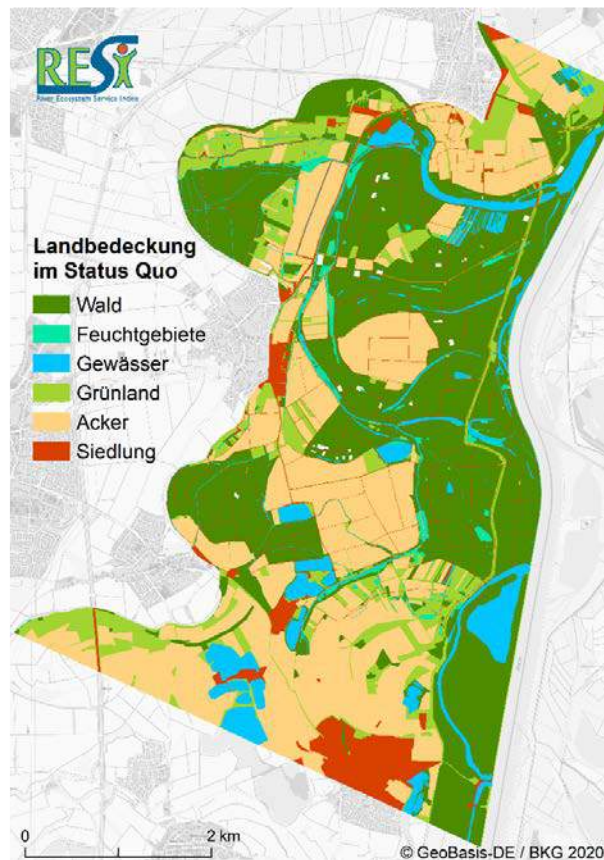 RESI
River Ecosystem Service Index
Landbedeckung
im Status Quo
Wald
Feuchtgebiete
Gewässer
Grünland
Acker
Siedlung
0 2 km
© GeoBasis-DE / BKG 2020